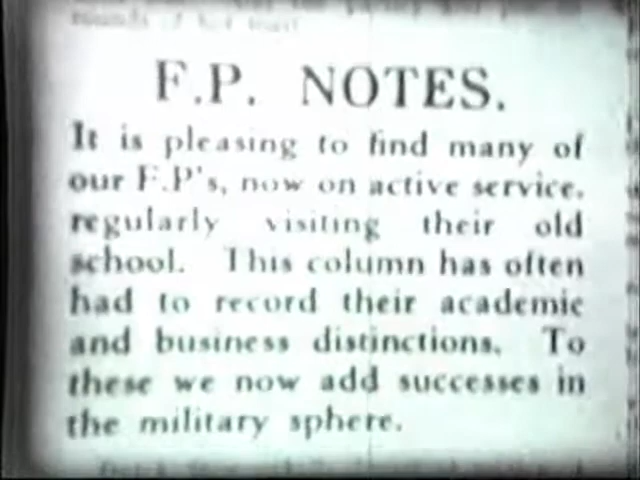 F.P. NOTES.
It is pleasing to find many of
our F.P's, now on active service,
regularly visiting their old
school. This column has often
had to record their academic
and business distinctions. To
these we now add successes in
the military sphere.